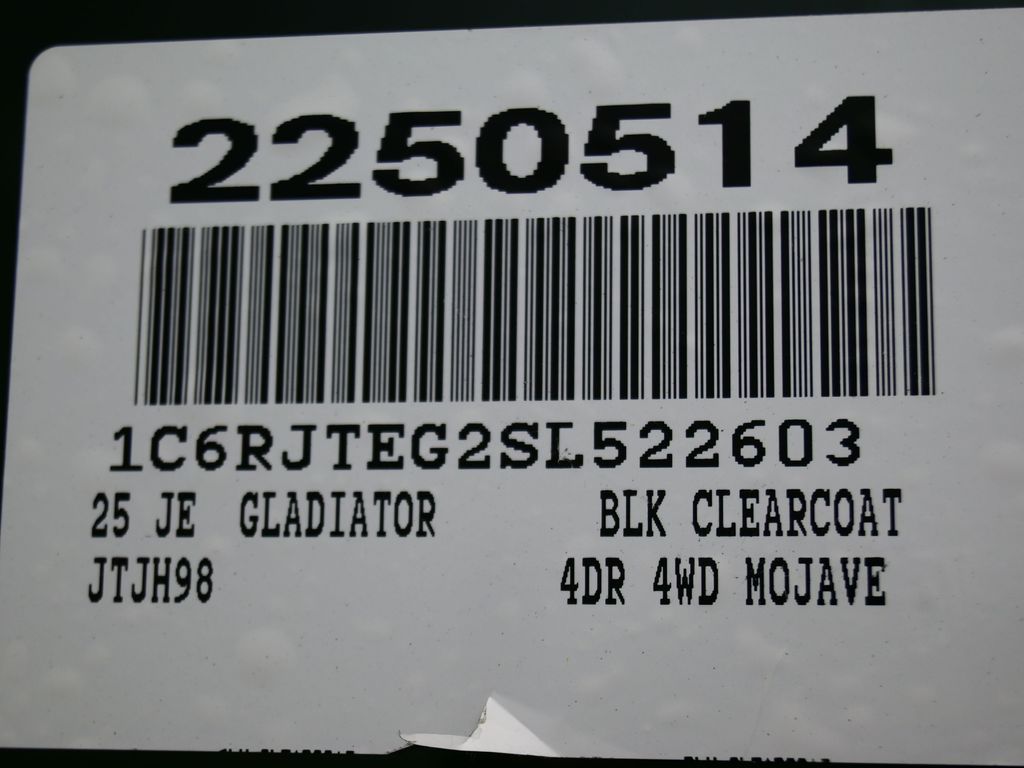 2250514
1C6RJTEG2SL522603
25 JE GLADIATOR BLK CLEARCOAT
JTJH98 4DR 4WD MOJAVE